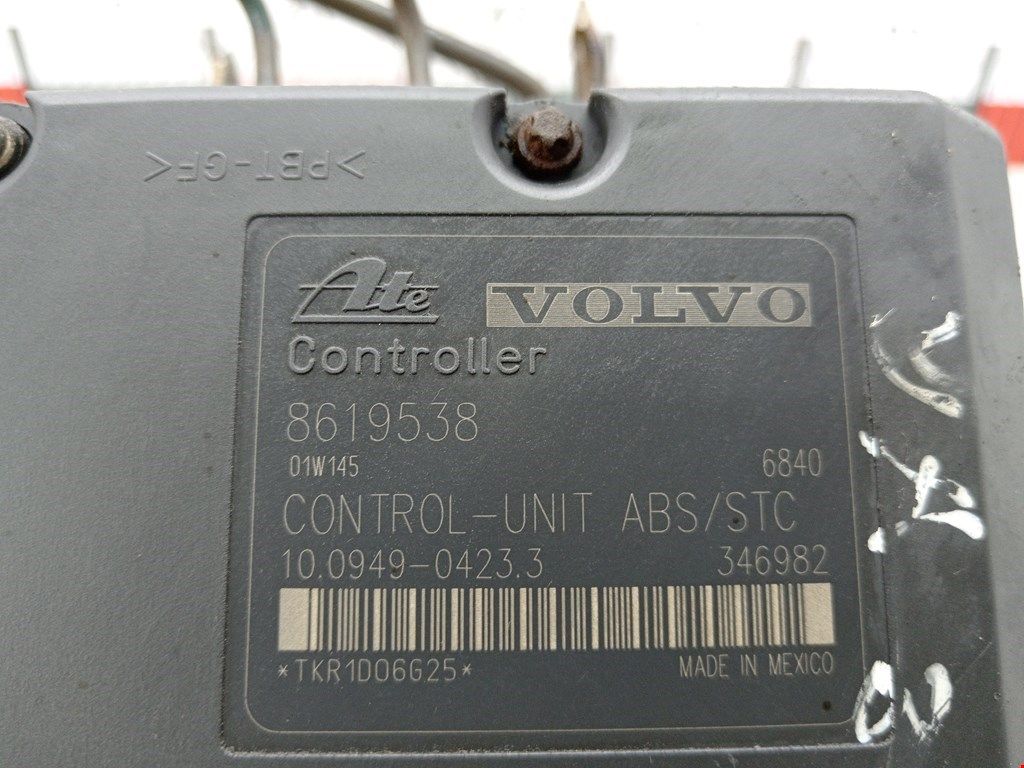 >PBT-GF<
Ate VOLVO
Controller
8619538
01W145 6840
CONTROL-UNIT ABS/STC
10.0949-0423.3 346982
*TKR1D06G25* MADE IN MEXICO